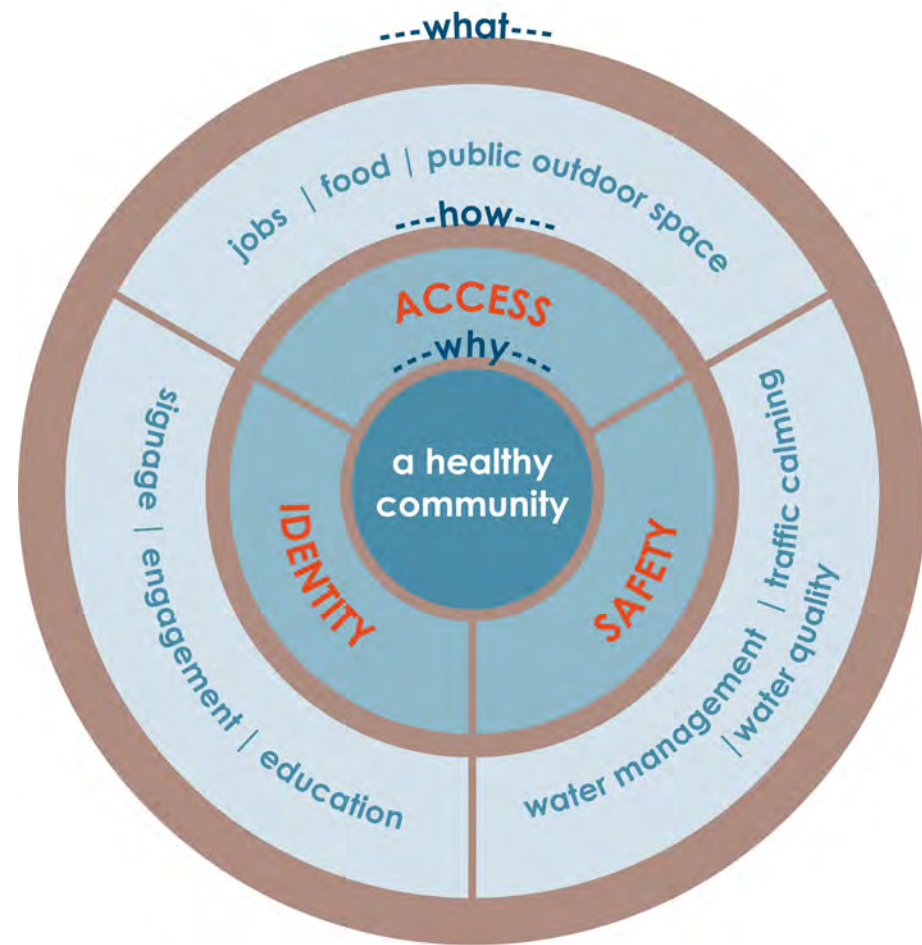 ---what---
jobs | food | public outdoor space
---how---
ACCESS
---why---
a healthy
community
IDENTITY
SAFETY
signage | engagement | education
water management | traffic calming
| water quality